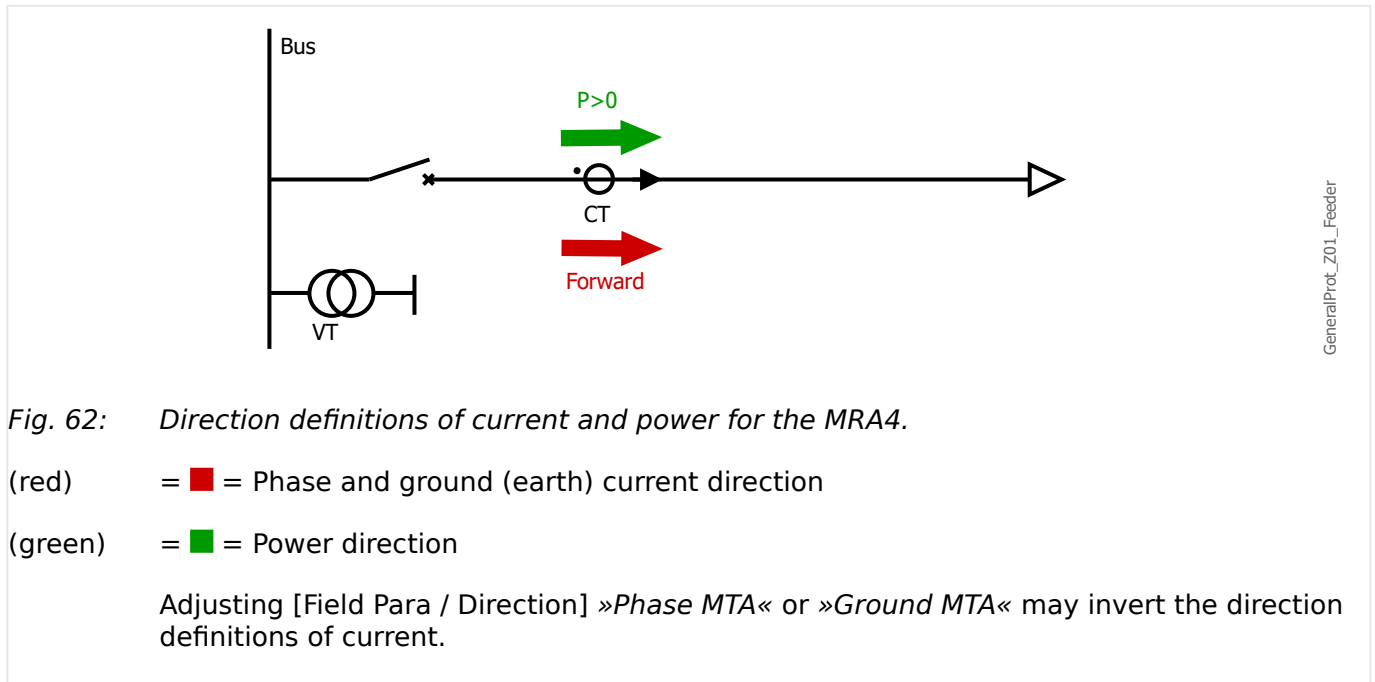 Bus
P>0
CT
Forward
VT
GeneralProt_Z01_Feeder
Fig. 62: Direction definitions of current and power for the MRA4.
(red) = ■ = Phase and ground (earth) current direction
(green) = ■ = Power direction
Adjusting [Field Para / Direction] »Phase MTA« or »Ground MTA« may invert the direction
definitions of current.